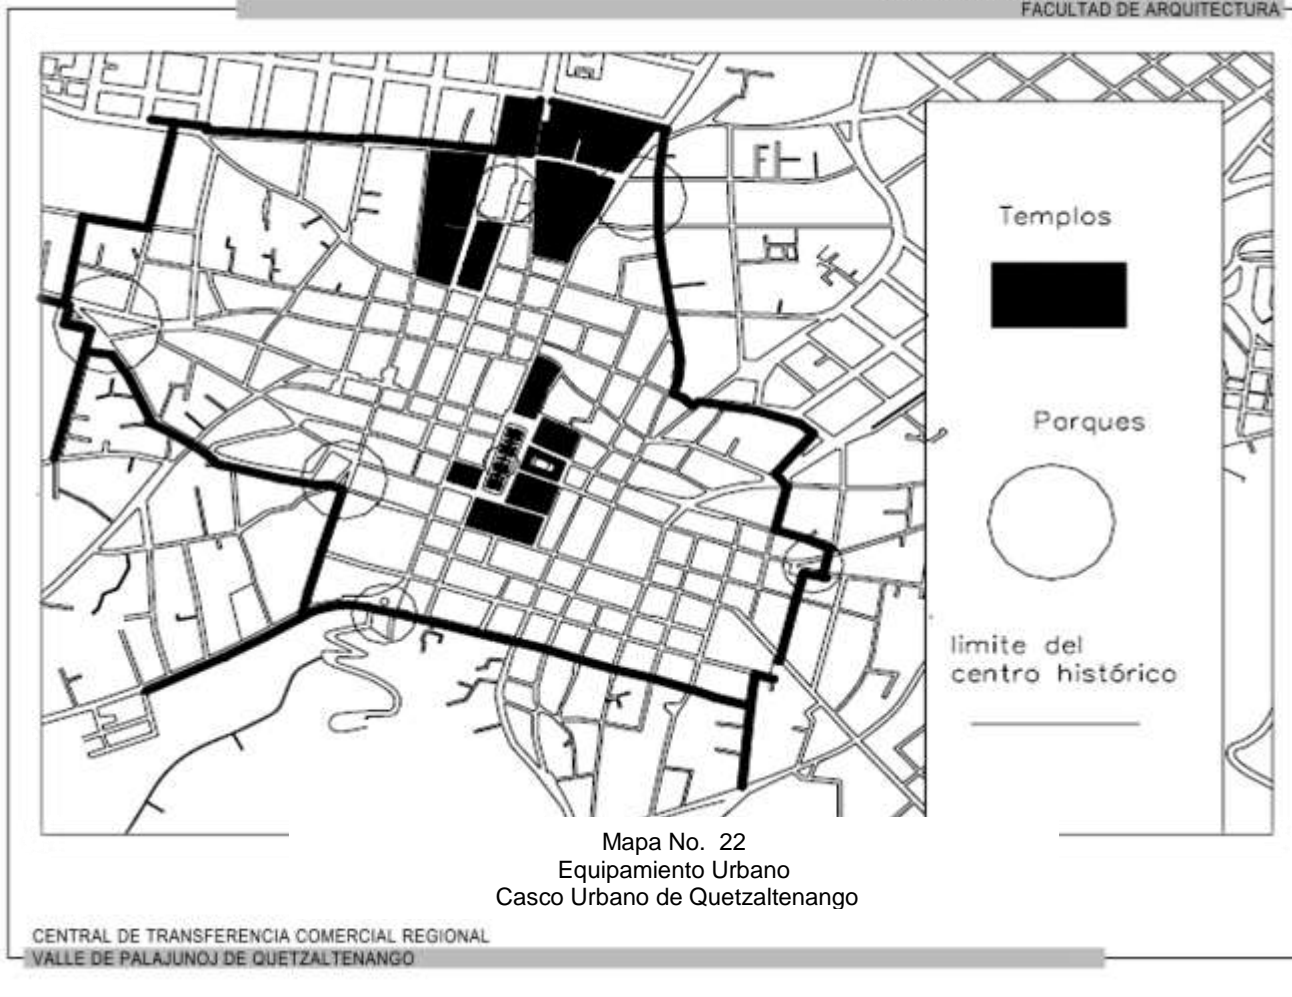 FACULTAD DE ARQUITECTURA
Templos
Porques
limite del
centro histórico
Mapa No. 22
Equipamiento Urbano
Casco Urbano de Quetzaltenango
CENTRAL DE TRANSFERENCIA COMERCIAL REGIONAL
VALLE DE PALAJUNOJ DE QUETZALTENANGO